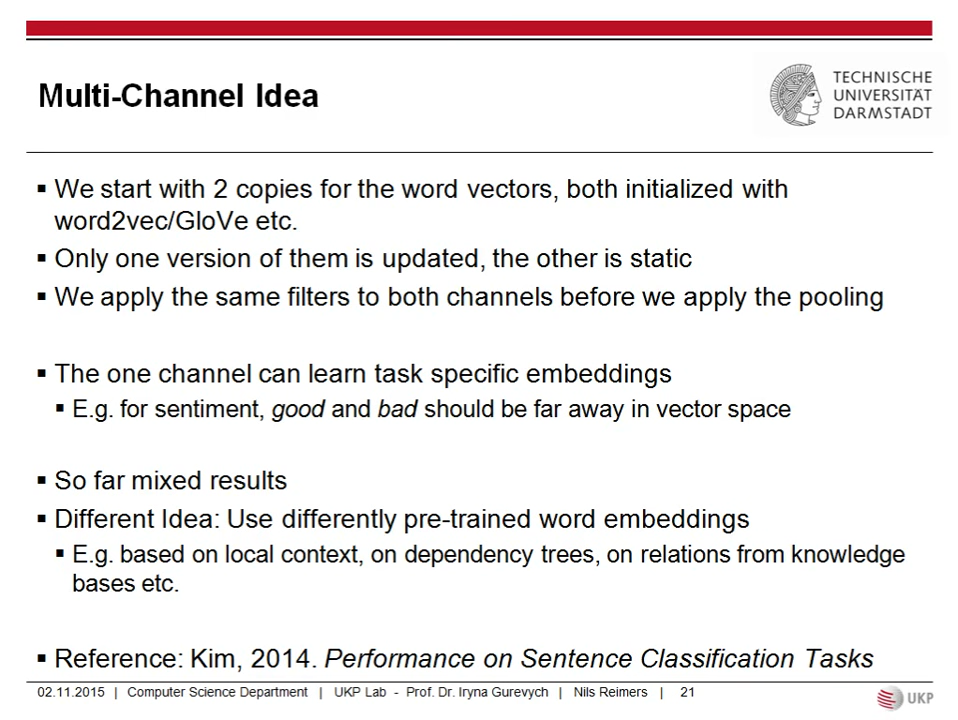 Multi-Channel Idea
TECHNISCHE
UNIVERSITÄT
DARMSTADT
▪ We start with 2 copies for the word vectors, both initialized with
word2vec/GloVe etc.
▪ Only one version of them is updated, the other is static
▪ We apply the same filters to both channels before we apply the pooling
▪ The one channel can learn task specific embeddings
▪ E.g. for sentiment, good and bad should be far away in vector space
▪ So far mixed results
▪ Different Idea: Use differently pre-trained word embeddings
▪ E.g. based on local context, on dependency trees, on relations from knowledge
bases etc.
▪ Reference: Kim, 2014. Performance on Sentence Classification Tasks
02.11.2015 | Computer Science Department | UKP Lab - Prof. Dr. Iryna Gurevych | Nils Reimers | 21
UKP